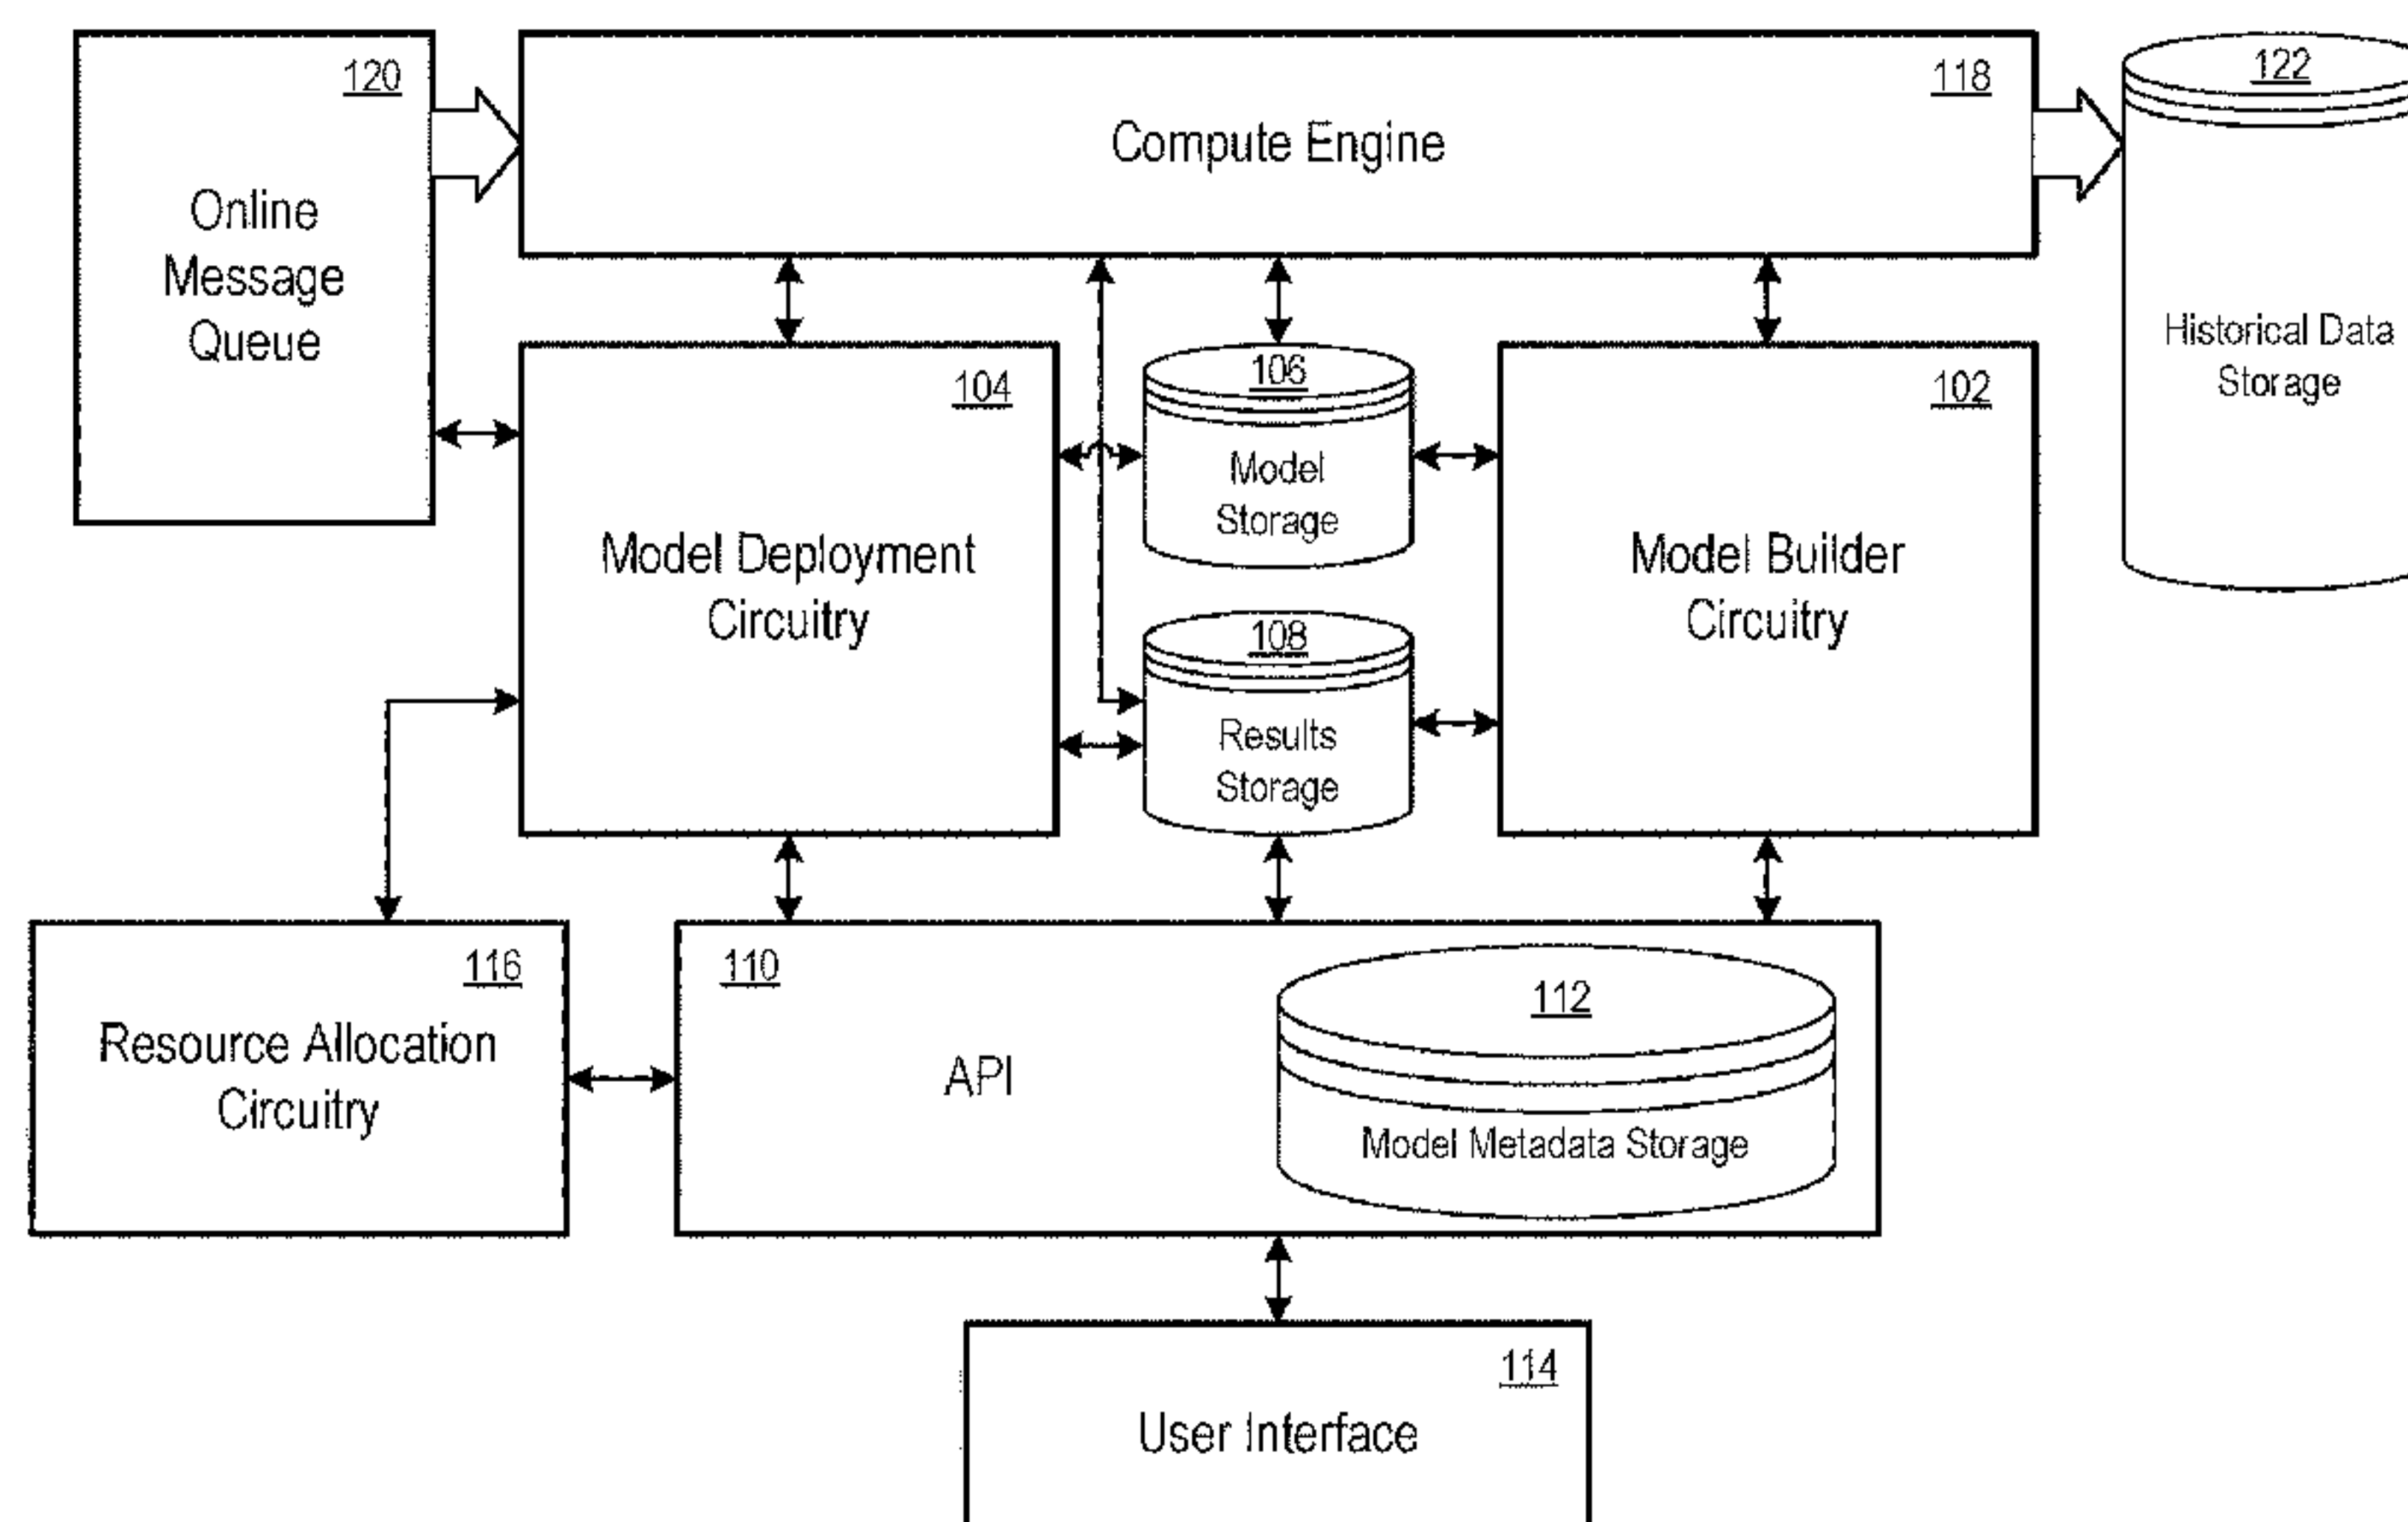 120
Online
Message
Queue
118
Compute Engine
122
Historical Data
Storage
104
Model Deployment
Circuitry
106
Model
Storage
108
Results
Storage
102
Model Builder
Circuitry
116
Resource Allocation
Circuitry
110
API
112
Model Metadata Storage
114
User Interface